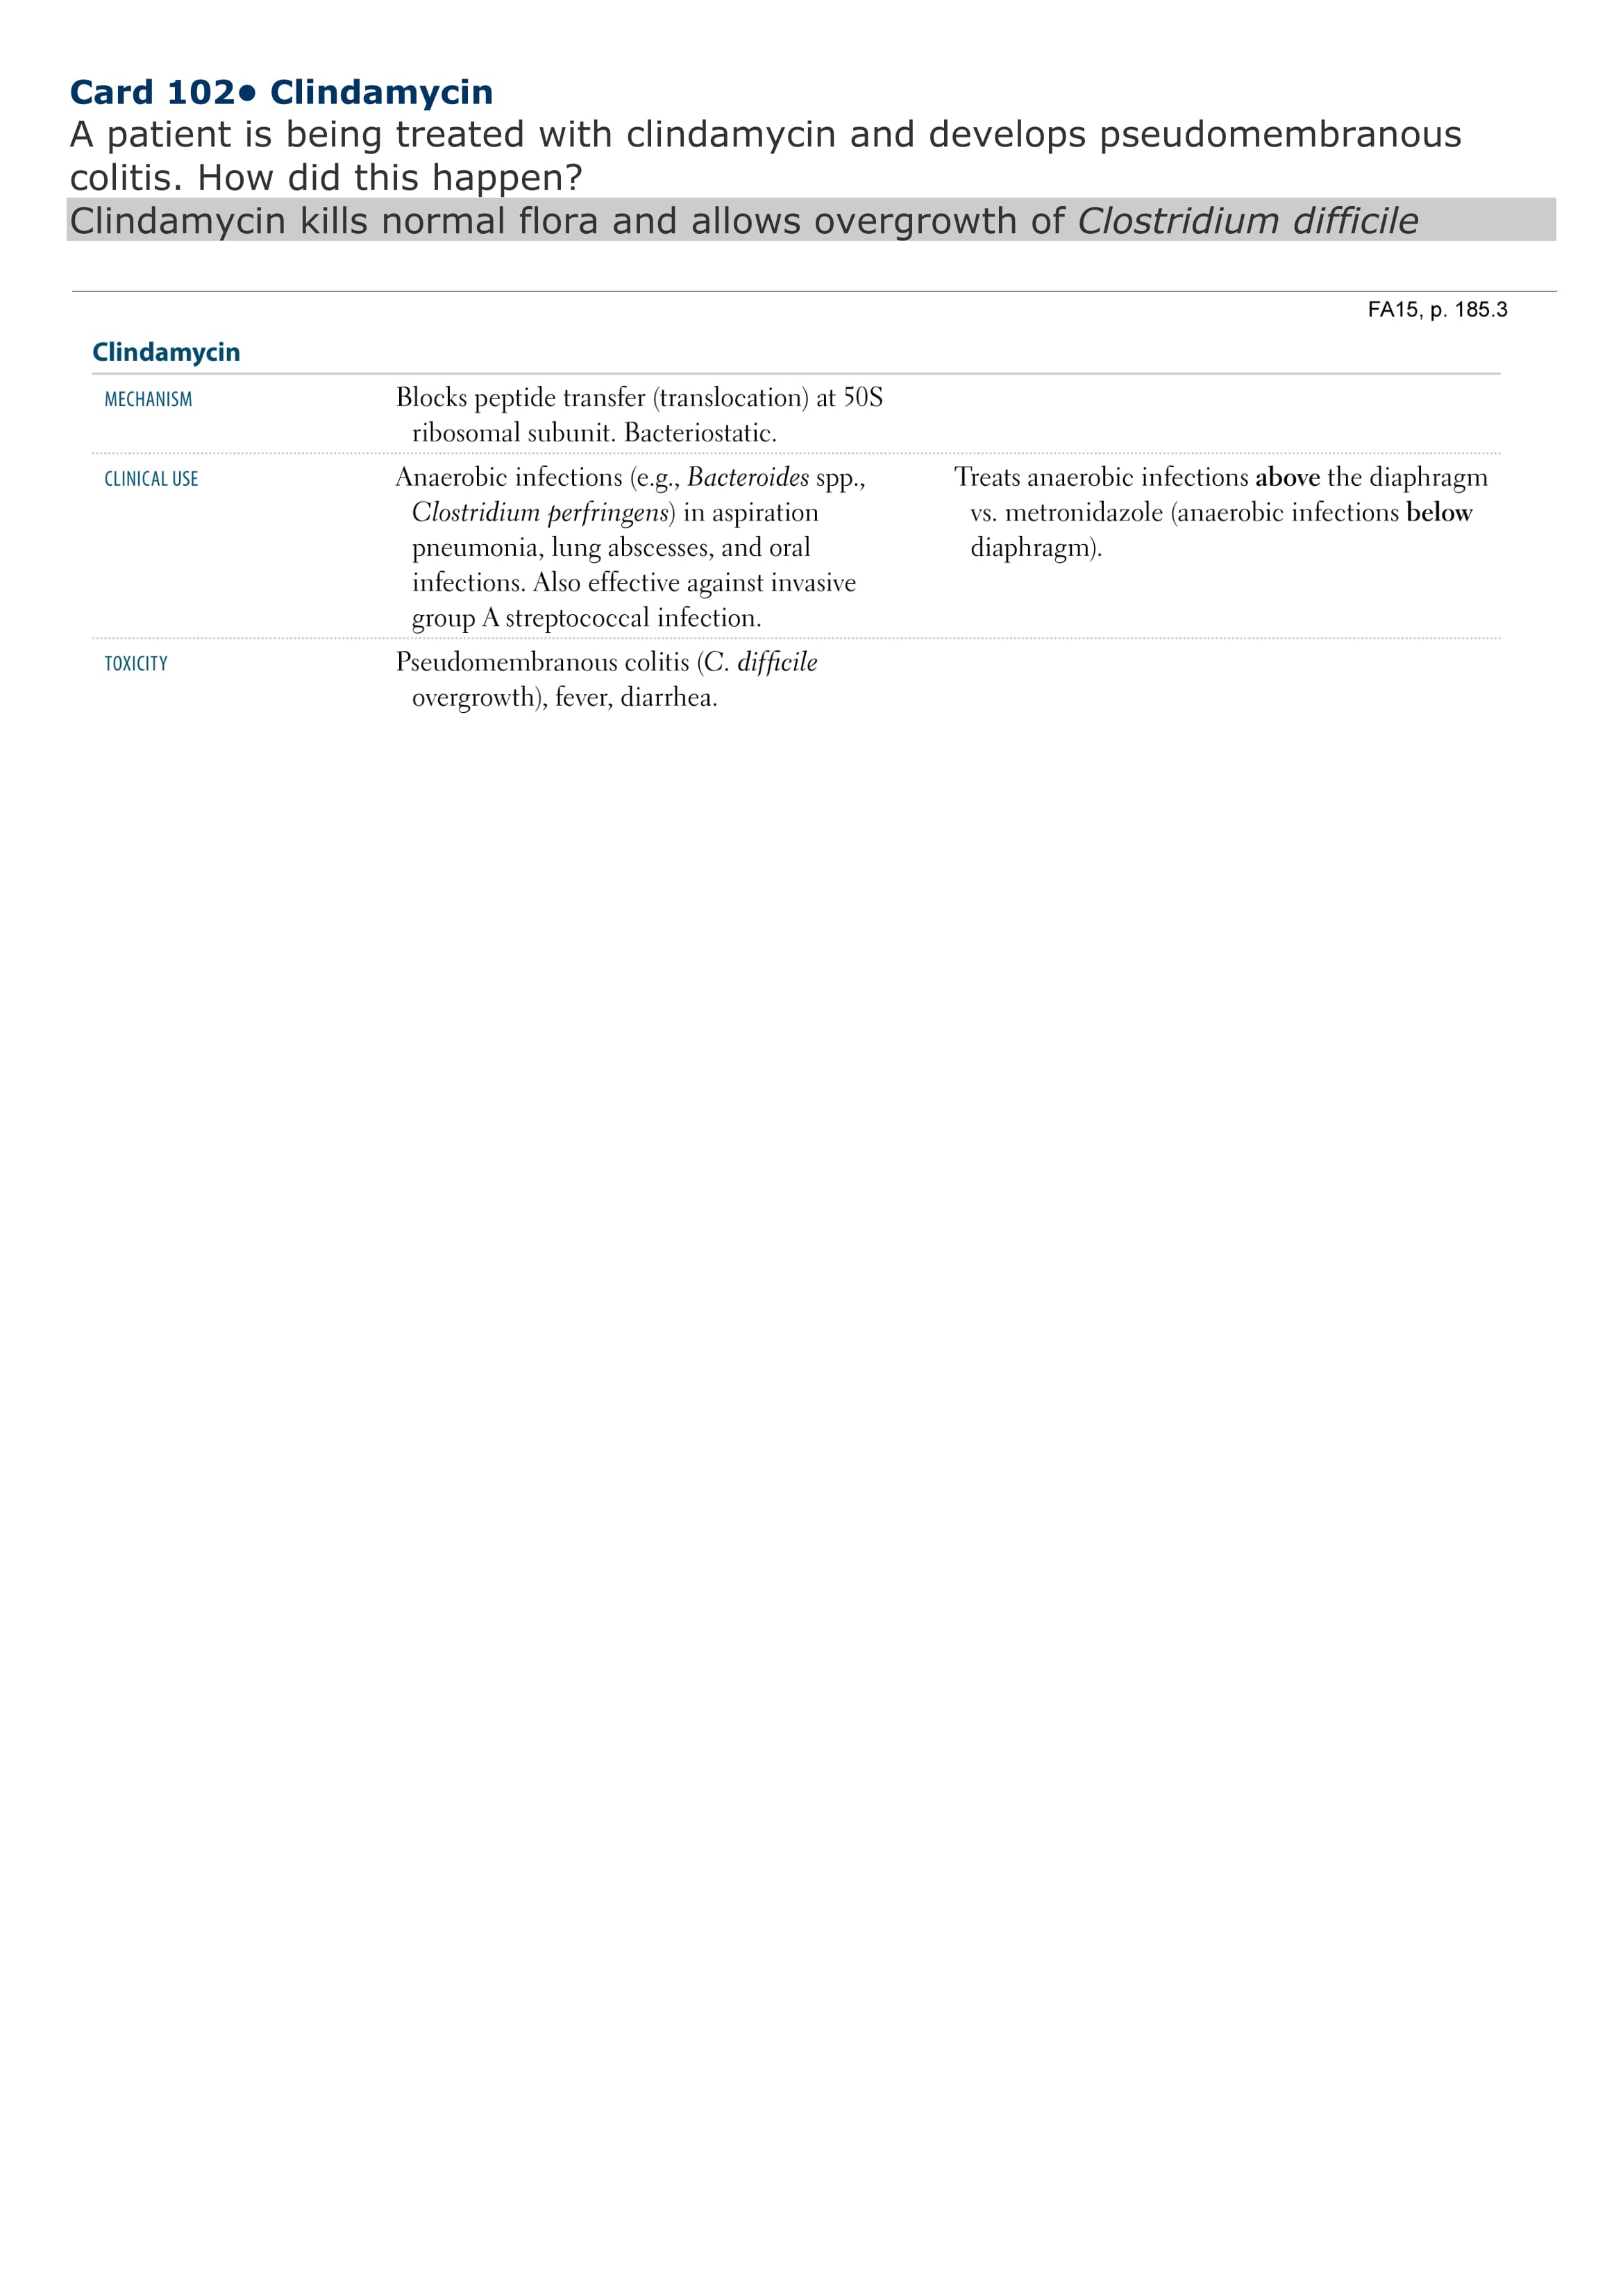 Card 102● Clindamycin
A patient is being treated with clindamycin and develops pseudomembranous
colitis. How did this happen?
Clindamycin kills normal flora and allows overgrowth of Clostridium difficile
FA15, p. 185.3
Clindamycin
MECHANISM
Blocks peptide transfer (translocation) at 50S
ribosomal subunit. Bacteriostatic.
CLINICAL USE
Anaerobic infections (e.g., Bacteroides spp.,
Clostridium perfringens) in aspiration
pneumonia, lung abscesses, and oral
infections. Also effective against invasive
group A streptococcal infection.
Treats anaerobic infections above the diaphragm
vs. metronidazole (anaerobic infections below
diaphragm).
TOXICITY
Pseudomembranous colitis (C. difficile
overgrowth), fever, diarrhea.